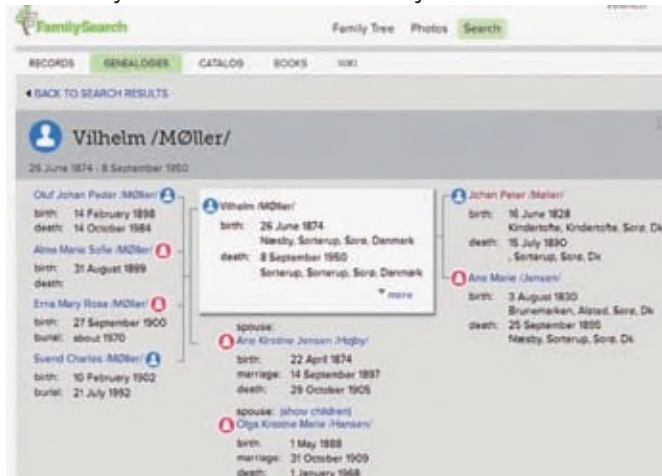 FamilySearch
Family Tree Photos Search
RECORDS GENEALOGIES CATALOG BOOKS WIKI
BACK TO SEARCH RESULTS
Vilhelm /MØller/
26 June 1874 - 8 September 1950
Oluf Johan Peder /MØller/
birth: 14 February 1898
death: 14 October 1984
Alma Marie Sofie /MØller/
birth: 31 August 1899
death:
Erna Mary Rosa /MØller/
birth: 27 September 1900
burial: about 1970
Svend Charles /MØller/
birth: 10 February 1902
burial: 21 July 1992
Vilhelm /MØller/
birth: 26 June 1874
Næsby, Sorterup, Sorø, Denmark
death: 8 September 1950
Sorterup, Sorterup, Sorø, Denmark
more
spouse:
Ane Kirstine Jensen /Højby/
birth: 22 April 1874
marriage: 14 September 1897
death: 29 October 1905
spouse: (show children)
Olga Kristine Marie /Hansen/
birth: 1 May 1888
marriage: 31 October 1909
death: 1 January 1968
Johan Peter /Møller/
birth: 16 June 1828
Kindertofte, Kindertofte, Sorø, Dk
death: 15 July 1890
, Sorterup, Sorø, Dk
Ane Marie /Jensen/
birth: 3 August 1830
Brunemarken, Alsted, Sorø, Dk
death: 25 September 1895
Næsby, Sorterup, Sorø, Dk